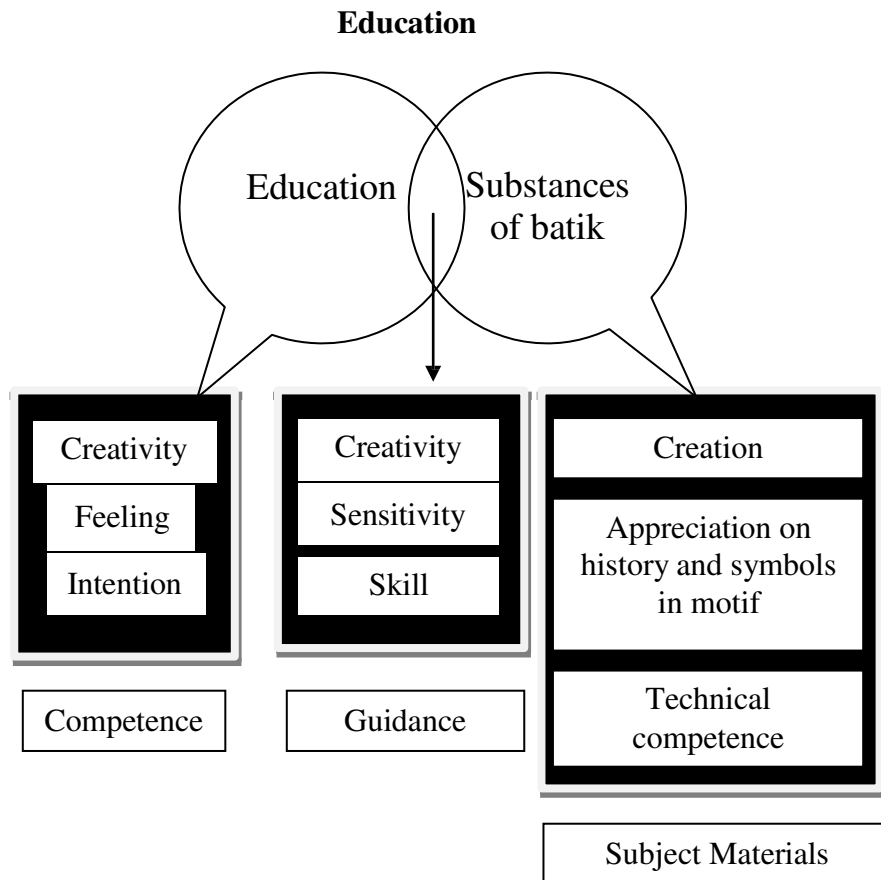 Education
Education
Substances
of batik
Creativity
Feeling
Intention
Competence
Creativity
Sensitivity
Skill
Guidance
Creation
Appreciation on
history and symbols
in motif
Technical
competence
Subject Materials